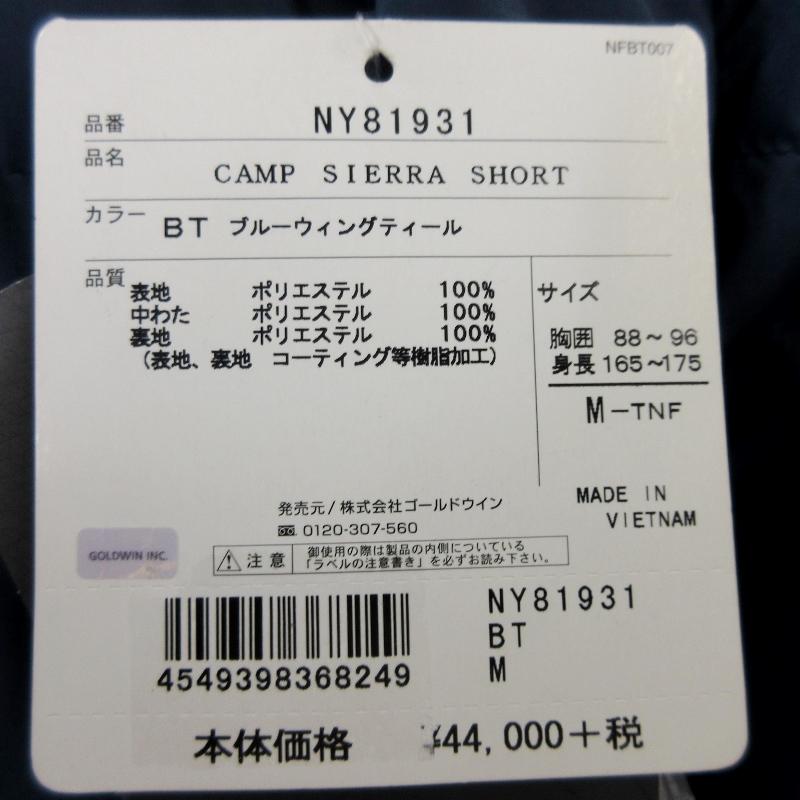 NFBT007
品番 NY81931
品名 CAMP SIERRA SHORT
カラー BT ブルーウィングティール
品質
表地 ポリエステル 100%
中わた ポリエステル 100%
裏地 ポリエステル 100%
(表地、裏地 コーティング等樹脂加工)
サイズ
胸囲 88~96
身長 165~175
M-TNF
MADE IN
VIETNAM
発売元/株式会社ゴールドウイン
0120-307-560
GOLDWIN INC.
注意
御使用の際は製品の内側についている
「ラベルの注意書き」を必ずお読み下さい。
4549398368249
NY81931
BT
M
本体価格 ¥44,000+税